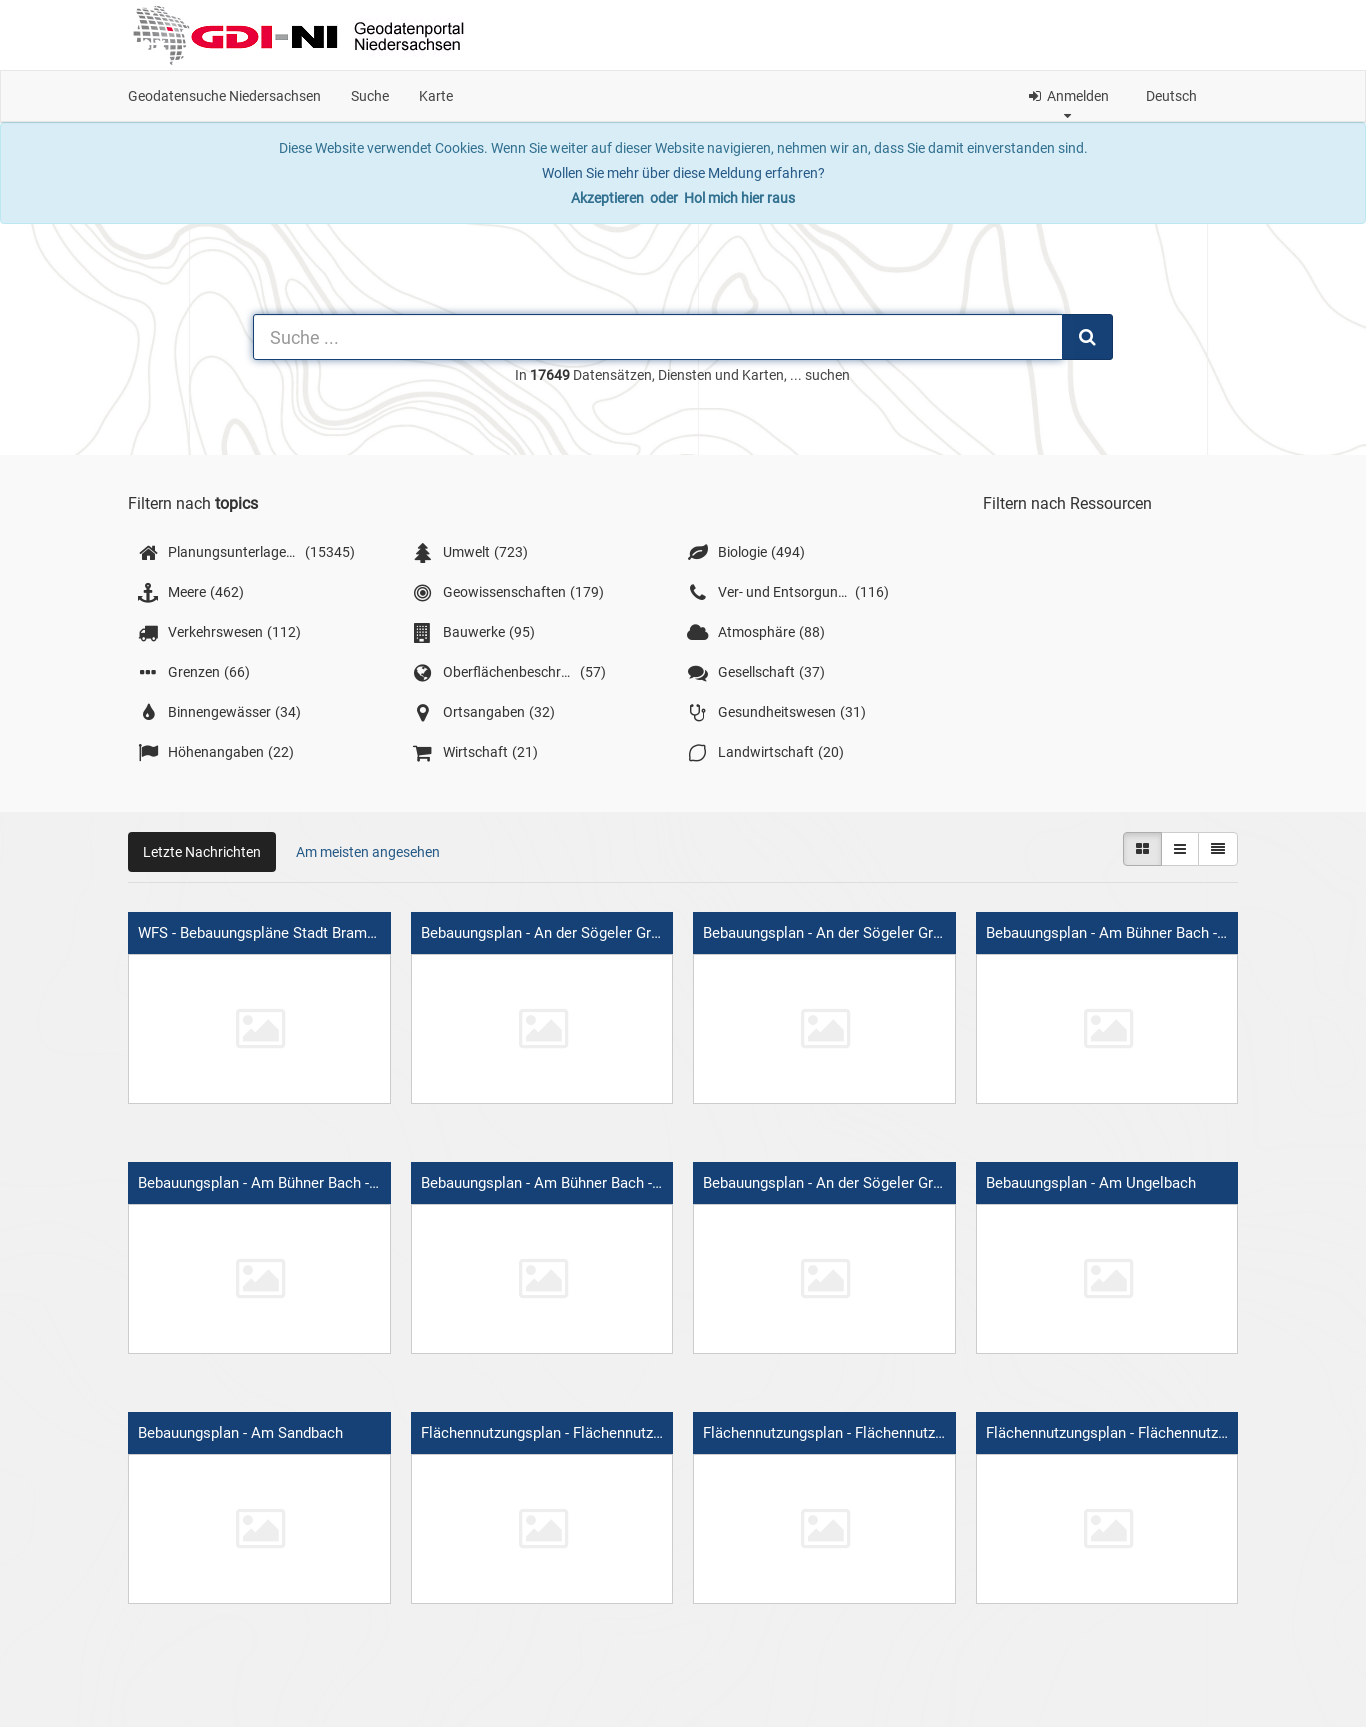 GDI-NI Geodatenportal
Niedersachsen
Geodatensuche Niedersachsen Suche Karte Anmelden Deutsch
Diese Website verwendet Cookies. Wenn Sie weiter auf dieser Website navigieren, nehmen wir an, dass Sie damit einverstanden sind.
Wollen Sie mehr über diese Meldung erfahren?
Akzeptieren oder Hol mich hier raus
Suche ...
In 17649 Datensätzen, Diensten und Karten, ... suchen
Filtern nach topics Filtern nach Ressourcen
Planungsunterlage... (15345) Umwelt (723) Biologie (494)
Meere (462) Geowissenschaften (179) Ver- und Entsorgun... (116)
Verkehrswesen (112) Bauwerke (95) Atmosphäre (88)
Grenzen (66) Oberflächenbeschr... (57) Gesellschaft (37)
Binnengewässer (34) Ortsangaben (32) Gesundheitswesen (31)
Höhenangaben (22) Wirtschaft (21) Landwirtschaft (20)
Letzte Nachrichten Am meisten angesehen
WFS - Bebauungspläne Stadt Bram... Bebauungsplan - An der Sögeler Gr... Bebauungsplan - An der Sögeler Gr... Bebauungsplan - Am Bühner Bach -...
Bebauungsplan - Am Bühner Bach -... Bebauungsplan - Am Bühner Bach -... Bebauungsplan - An der Sögeler Gr... Bebauungsplan - Am Ungelbach
Bebauungsplan - Am Sandbach Flächennutzungsplan - Flächennutz... Flächennutzungsplan - Flächennutz... Flächennutzungsplan - Flächennutz...